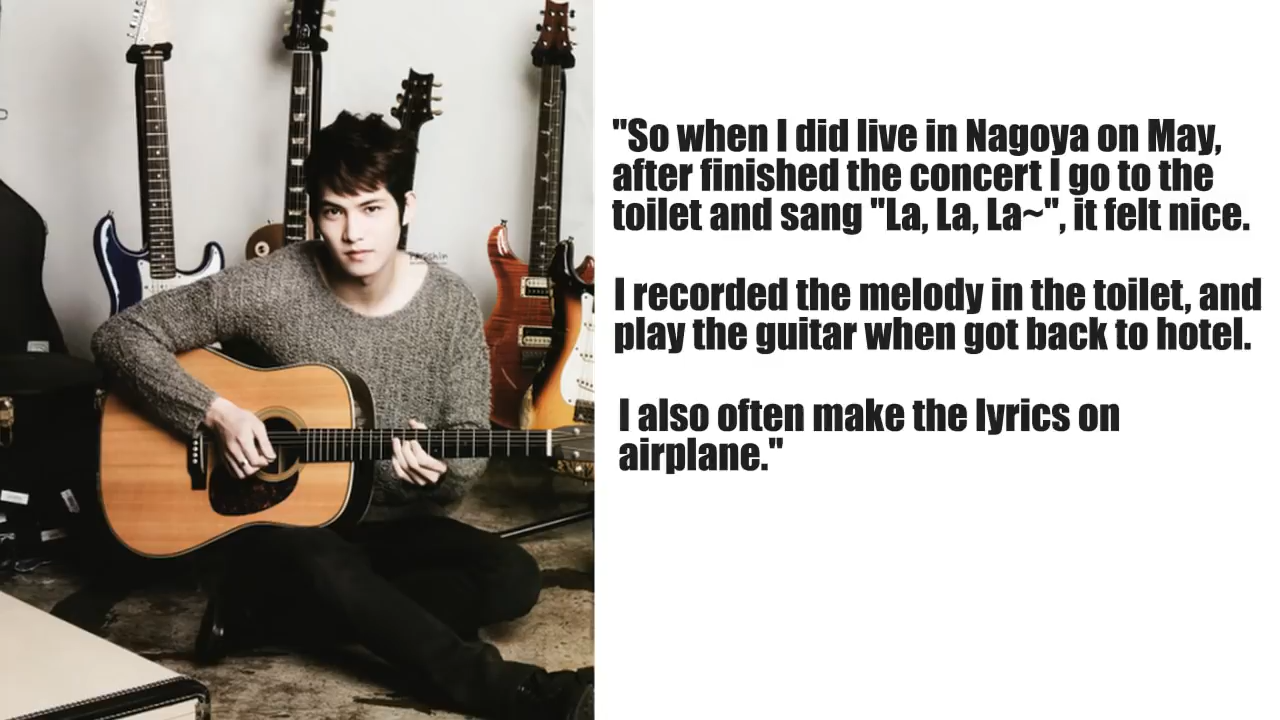 "So when I did live in Nagoya on May,
after finished the concert I go to the
toilet and sang "La, La, La~", it felt nice.
I recorded the melody in the toilet, and
play the guitar when got back to hotel.
I also often make the lyrics on
airplane."